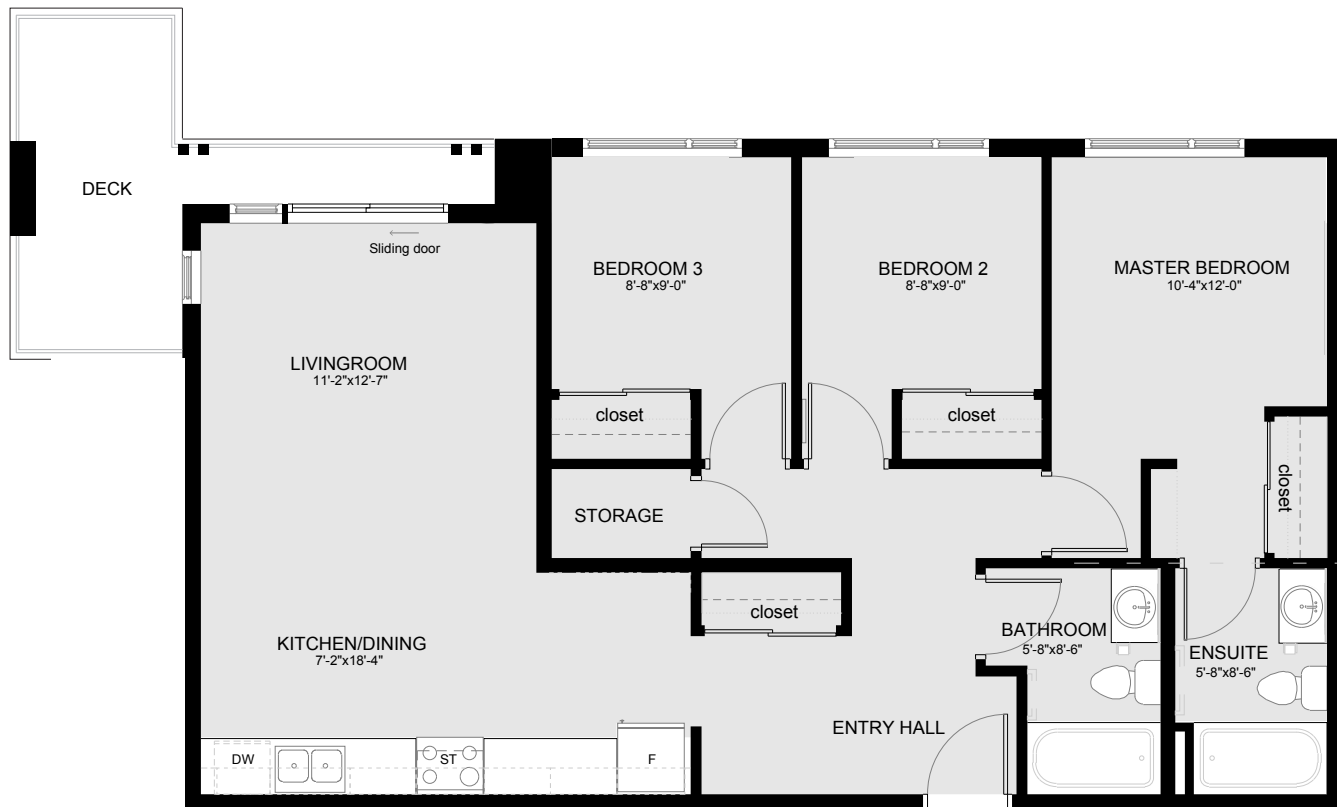 DECK
Sliding door
BEDROOM 3
8'-8"x9'-0"
BEDROOM 2
8'-8"x9'-0"
MASTER BEDROOM
10'-4"x12'-0"
LIVINGROOM
11'-2"x12'-7"
closet
closet
closet
STORAGE
closet
KITCHEN/DINING
7'-2"x18'-4"
BATHROOM
5'-8"x8'-6"
ENSUITE
5'-8"x8'-6"
ENTRY HALL
DW
ST
F